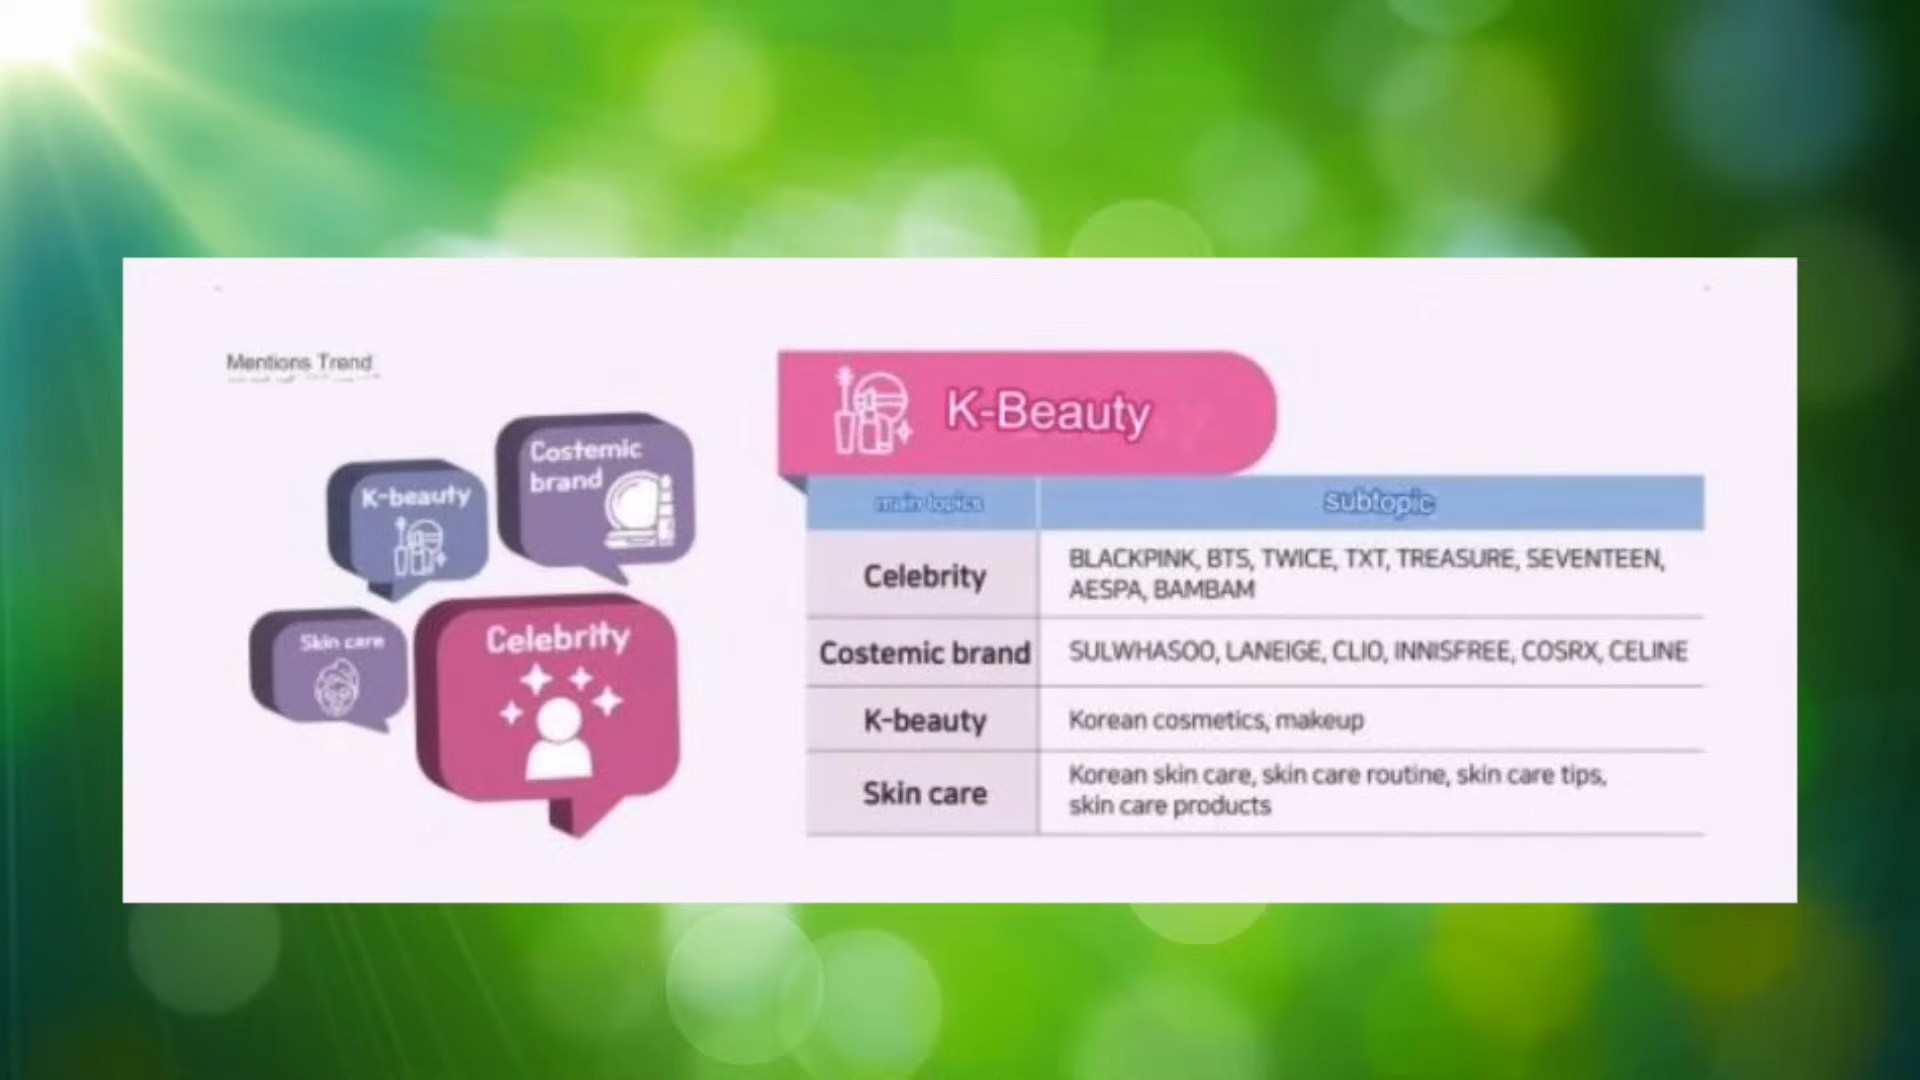 Mentions Trend
K-beauty
Costemic
brand
Skin care
Celebrity
K-Beauty
main topics
subtopic
Celebrity
BLACKPINK, BTS, TWICE, TXT, TREASURE, SEVENTEEN,
AESPA, BAMBAM
Costemic brand
SULWHASOO, LANEIGE, CLIO, INNISFREE, COSRX, CELINE
K-beauty
Korean cosmetics, makeup
Skin care
Korean skin care, skin care routine, skin care tips,
skin care products